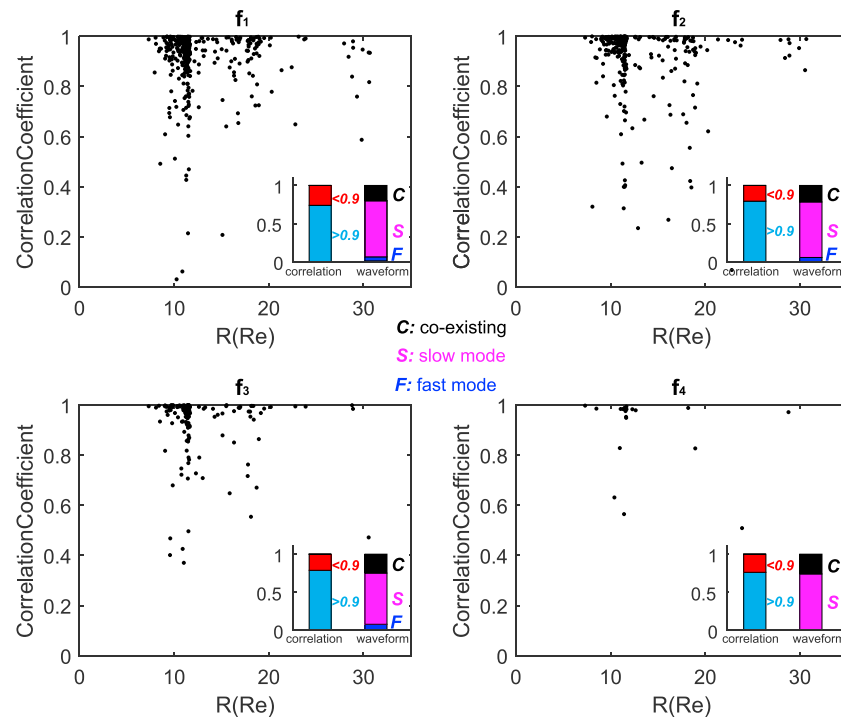 f1
CorrelationCoefficient
1
0.8
0.6
0.4
0.2
0
0 10 20 30
R(Re)
1
0.5
0
<0.9
>0.9
C
S
F
correlation waveform
f2
CorrelationCoefficient
1
0.8
0.6
0.4
0.2
0
0 10 20 30
R(Re)
1
0.5
0
<0.9
>0.9
C
S
F
correlation waveform
C: co-existing
S: slow mode
F: fast mode
f3
CorrelationCoefficient
1
0.8
0.6
0.4
0.2
0
0 10 20 30
R(Re)
1
0.5
0
<0.9
>0.9
C
S
F
correlation waveform
f4
CorrelationCoefficient
1
0.8
0.6
0.4
0.2
0
0 10 20 30
R(Re)
1
0.5
0
<0.9
>0.9
C
S
correlation waveform